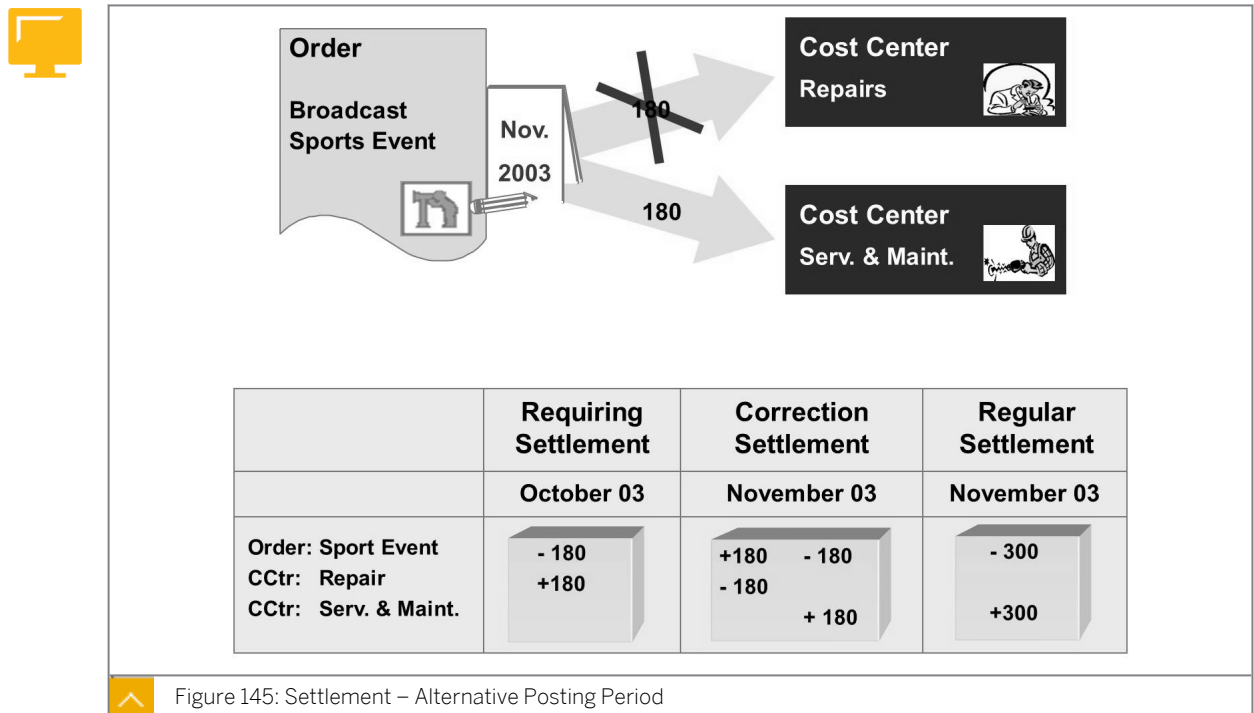 Order
Broadcast
Sports Event
Nov.
2003
180
180
Cost Center
Repairs
Cost Center
Serv. & Maint.
Requiring Settlement Correction Settlement Regular Settlement
October 03 November 03 November 03
Order: Sport Event - 180 +180 - 180 - 300
CCtr: Repair +180 - 180
CCtr: Serv. & Maint. + 180 +300
Figure 145: Settlement – Alternative Posting Period